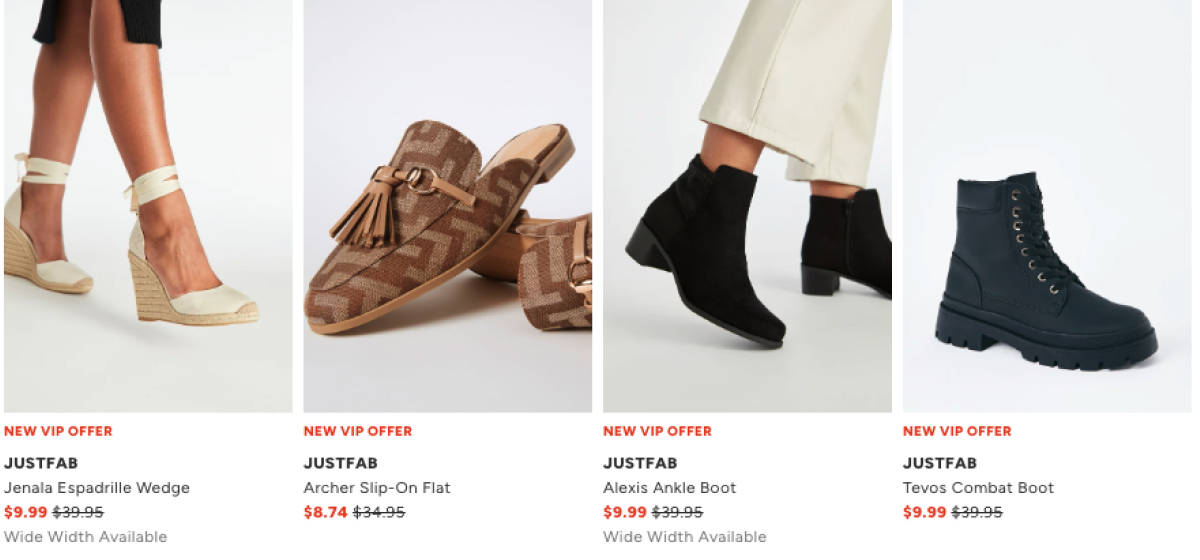 NEW VIP OFFER
JUSTFAB
Jenala Espadrille Wedge
$9.99 $39.95
Wide Width Available
NEW VIP OFFER
JUSTFAB
Archer Slip-On Flat
$8.74 $34.95
NEW VIP OFFER
JUSTFAB
Alexis Ankle Boot
$9.99 $39.95
Wide Width Available
NEW VIP OFFER
JUSTFAB
Tevos Combat Boot
$9.99 $39.95